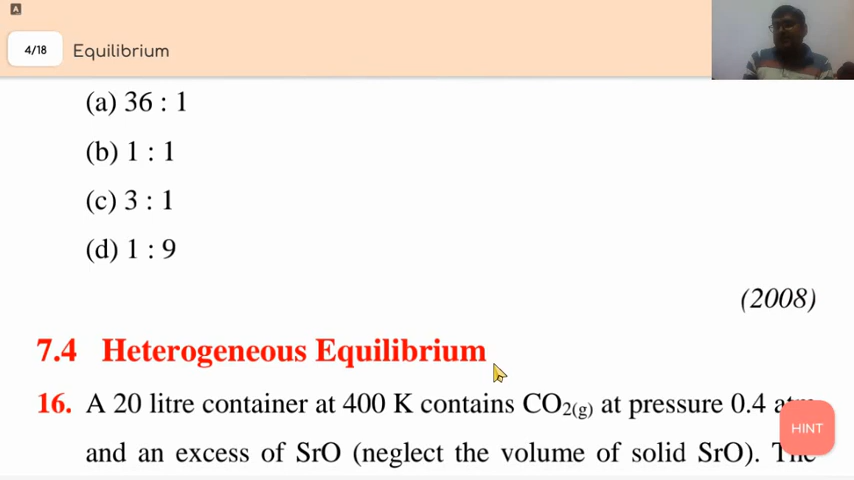 A
4/18 Equilibrium
(a) 36 : 1
(b) 1 : 1
(c) 3 : 1
(d) 1 : 9
(2008)
7.4 Heterogeneous Equilibrium
16. A 20 litre container at 400 K contains CO2(g) at pressure 0.4 atm
HINT
and an excess of SrO (neglect the volume of solid SrO). The